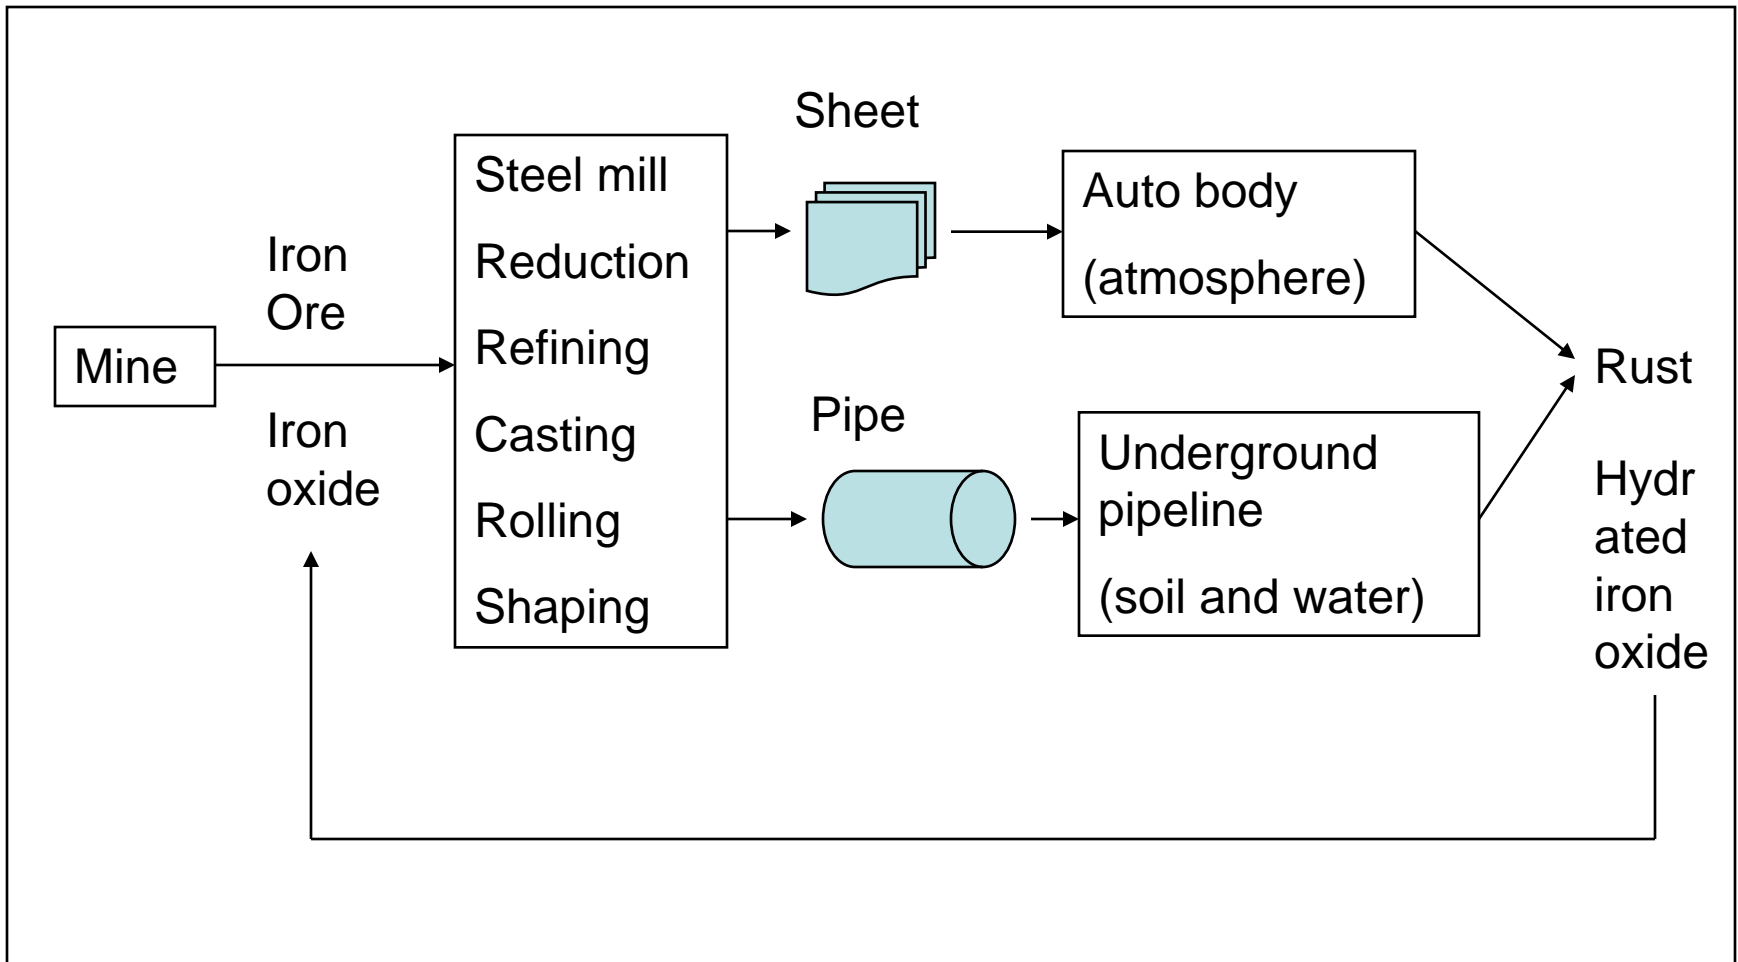 Mine
Iron
Ore
Iron
oxide
Steel mill
Reduction
Refining
Casting
Rolling
Shaping
Sheet
Pipe
Auto body
(atmosphere)
Underground
pipeline
(soil and water)
Rust
Hydr
ated
iron
oxide